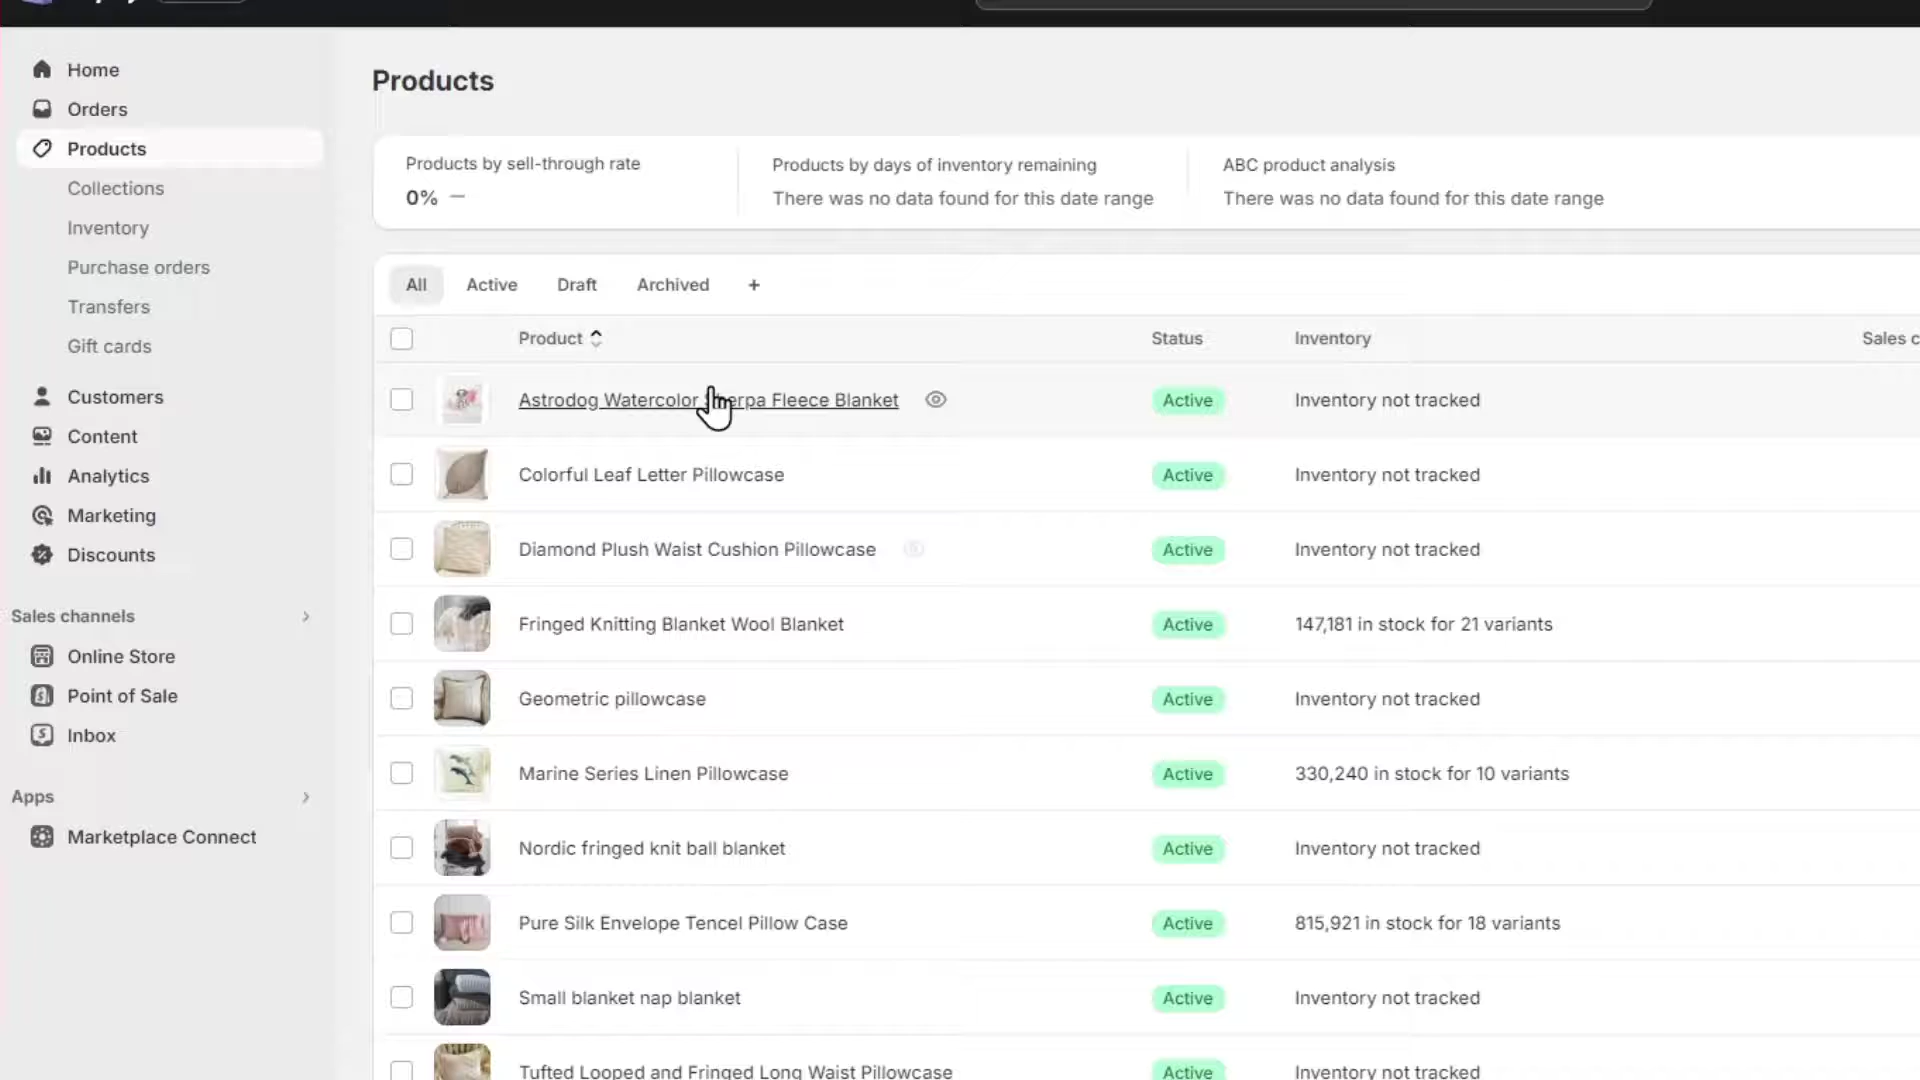 Home
Orders
Products
Collections
Inventory
Purchase orders
Transfers
Gift cards
Customers
Content
Analytics
Marketing
Discounts
Sales channels
Online Store
Point of Sale
Inbox
Apps
Marketplace Connect
Products
Products by sell-through rate
0% —
Products by days of inventory remaining
There was no data found for this date range
ABC product analysis
There was no data found for this date range
All Active Draft Archived +
Product Status Inventory Sales c
Astrodog Watercolor Sherpa Fleece Blanket Active Inventory not tracked
Colorful Leaf Letter Pillowcase Active Inventory not tracked
Diamond Plush Waist Cushion Pillowcase Active Inventory not tracked
Fringed Knitting Blanket Wool Blanket Active 147,181 in stock for 21 variants
Geometric pillowcase Active Inventory not tracked
Marine Series Linen Pillowcase Active 330,240 in stock for 10 variants
Nordic fringed knit ball blanket Active Inventory not tracked
Pure Silk Envelope Tencel Pillow Case Active 815,921 in stock for 18 variants
Small blanket nap blanket Active Inventory not tracked
Tufted Looped and Fringed Long Waist Pillowcase Active Inventory not tracked